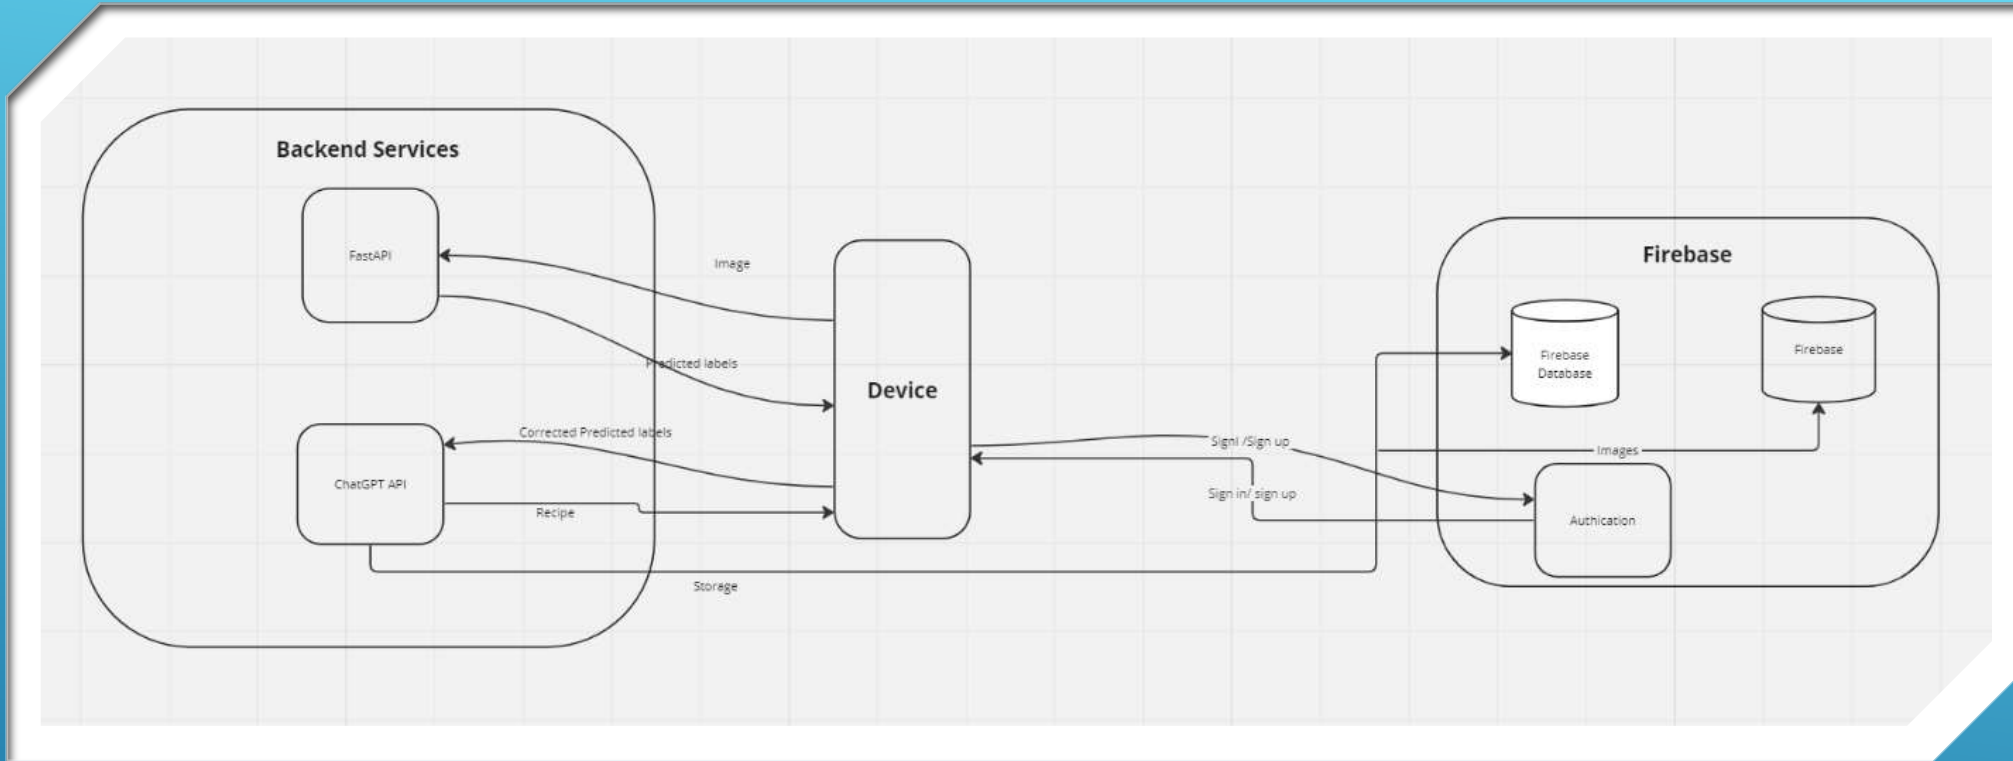 Backend Services
FastAPI
Image
Predicted labels
Corrected Predicted labels
ChatGPT API
Recipe
Storage
Device
SignI /Sign up
Sign in/ sign up
Firebase
Firebase
Database
Firebase
Images
Authication